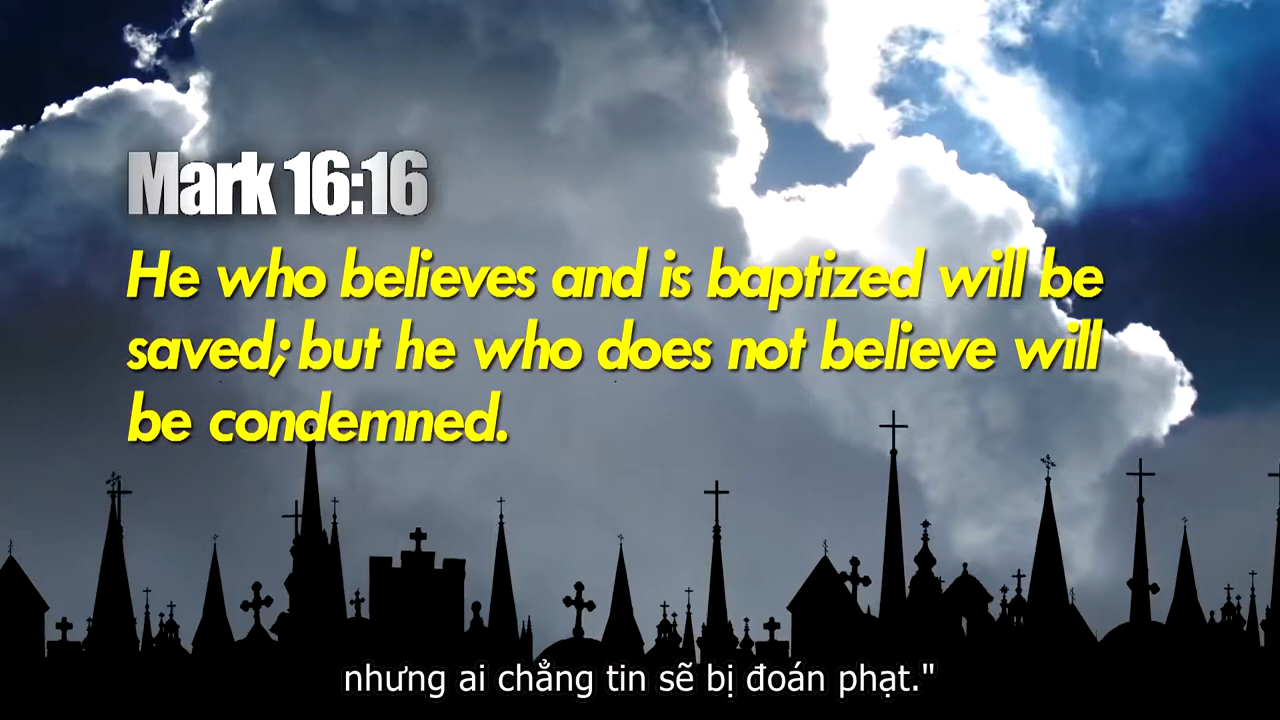 Mark 16:16
He who believes and is baptized will be
saved; but he who does not believe will
be condemned.
nhưng ai chẳng tin sẽ bị đoán phạt."